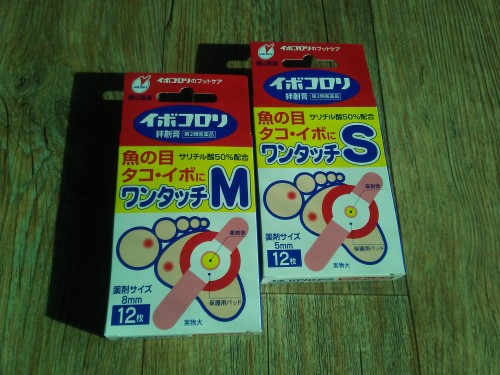 イボコロリのフットケア
横山製薬
イボコロリ
絆創膏 第2類医薬品
魚の目 サリチル酸50%配合
タコ・イボに
ワンタッチM
薬剤部
薬剤サイズ
8mm
12枚
保護用パッド
実物大
イボコロリのフットケア
イボコロリ
絆創膏 第2類医薬品
魚の目 サリチル酸50%配合
タコ・イボに
ワンタッチS
薬剤部
薬剤サイズ
5mm
12枚
保護用パッド
実物大